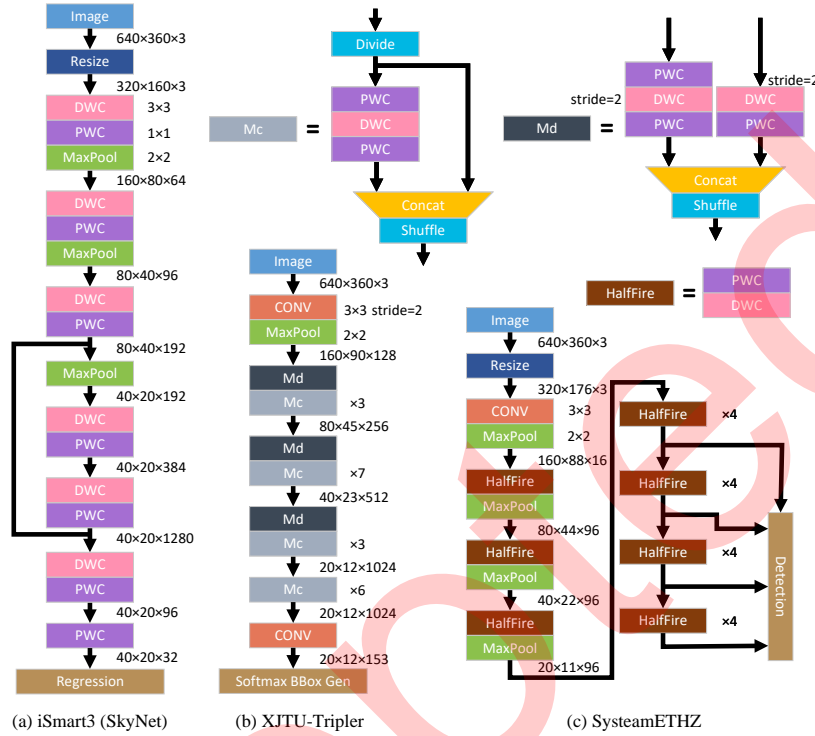 Image
640×360×3
Resize
320×160×3
DWC 3×3
PWC 1×1
MaxPool 2×2
160×80×64
DWC
PWC
MaxPool
80×40×96
DWC
PWC
80×40×192
MaxPool
40×20×192
DWC
PWC
40×20×384
DWC
PWC
40×20×1280
DWC
PWC
40×20×96
PWC
40×20×32
Regression
(a) iSmart3 (SkyNet)
Divide
Mc =
PWC
DWC
PWC
Concat
Shuffle
Image
640×360×3
CONV 3×3 stride=2
MaxPool 2×2
160×90×128
Md
Mc ×3
80×45×256
Md
Mc ×7
40×23×512
Md
Mc ×3
20×12×1024
Mc ×6
20×12×1024
CONV
20×12×153
Softmax BBox Gen
(b) XJTU-Tripler
Md =
PWC
stride=2 DWC
PWC
stride=2
DWC
PWC
Concat
Shuffle
HalfFire =
PWC
DWC
Image
640×360×3
Resize
320×176×3
CONV 3×3
MaxPool 2×2
160×88×16
HalfFire
MaxPool
80×44×96
HalfFire
MaxPool
40×22×96
HalfFire
MaxPool
20×11×96
HalfFire ×4
HalfFire ×4
HalfFire ×4
HalfFire ×4
Detection
(c) SysteamETHZ